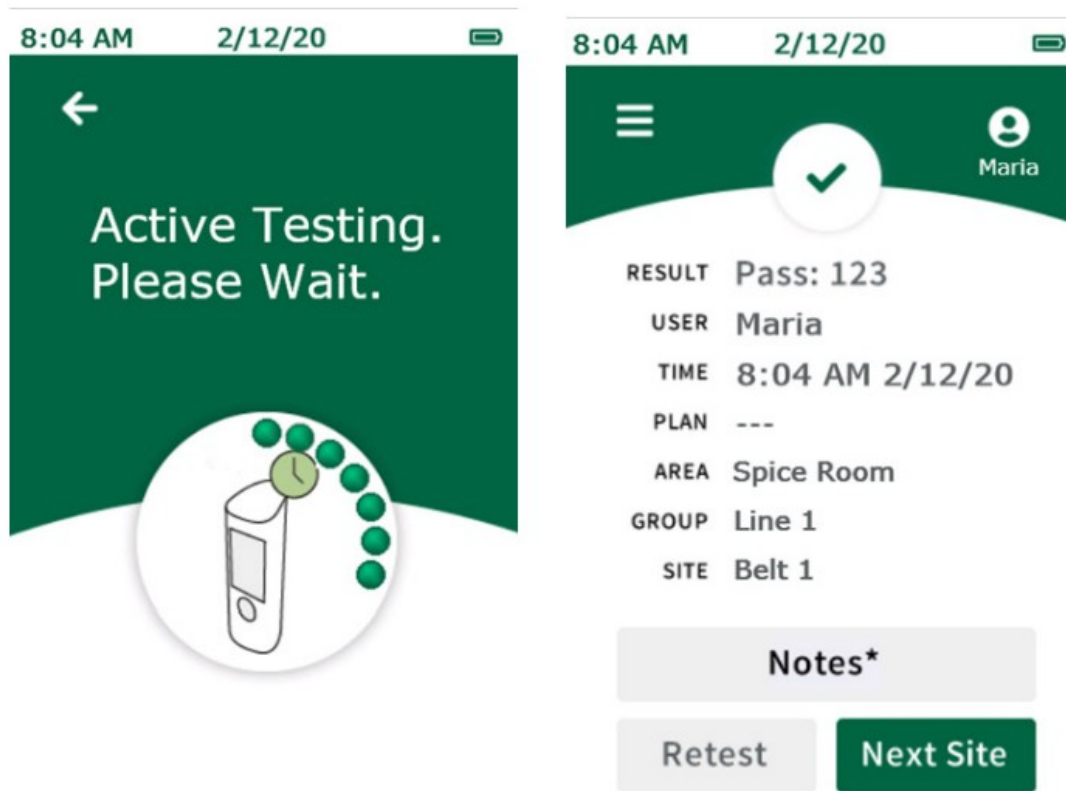 8:04 AM 2/12/20
Active Testing.
Please Wait.
8:04 AM 2/12/20
Maria
RESULT Pass: 123
USER Maria
TIME 8:04 AM 2/12/20
PLAN ---
AREA Spice Room
GROUP Line 1
SITE Belt 1
Notes*
Retest Next Site